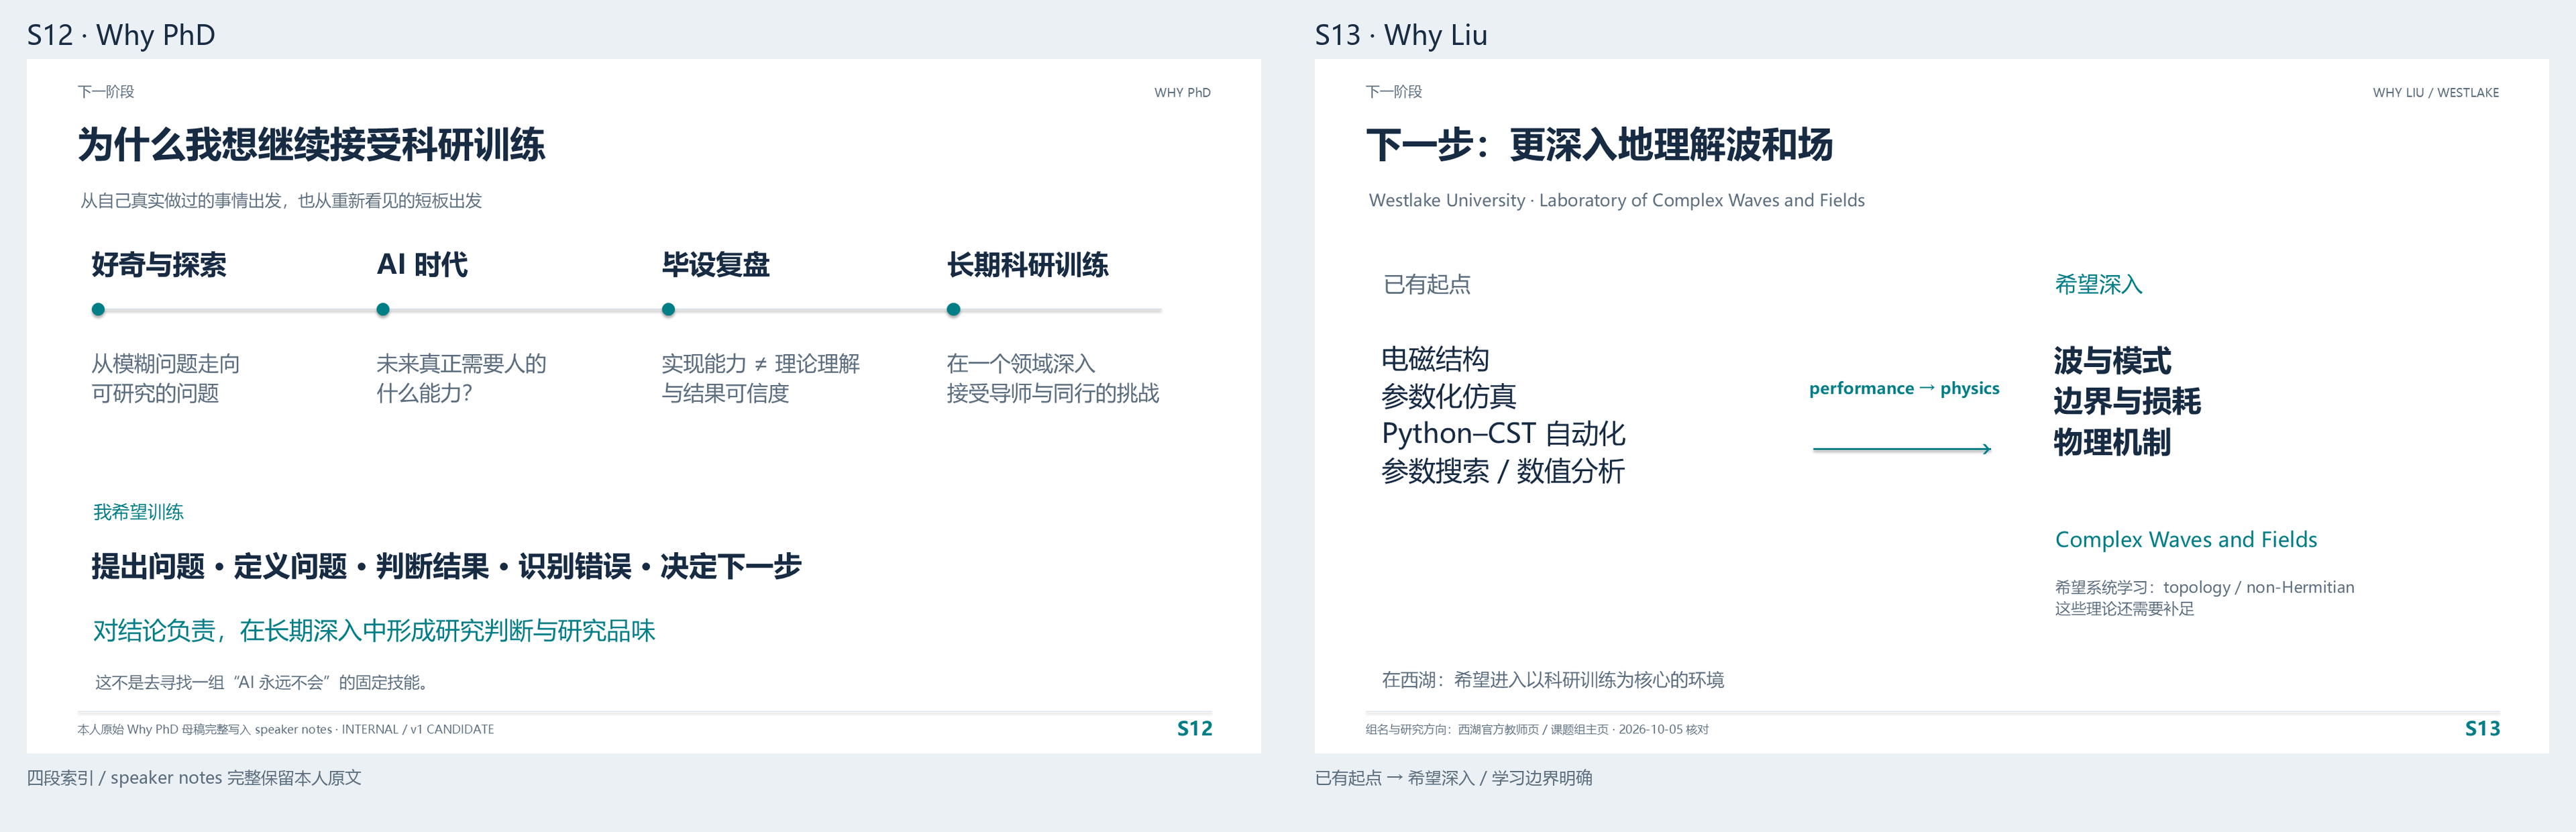 S12 · Why PhD
下一阶段
WHY PhD
为什么我想继续接受科研训练
从自己真实做过的事情出发，也从重新看见的短板出发
好奇与探索
AI 时代
毕设复盘
长期科研训练
从模糊问题走向
可研究的问题
未来真正需要人的
什么能力？
实现能力 ≠ 理论理解
与结果可信度
在一个领域深入
接受导师与同行的挑战
我希望训练
提出问题 • 定义问题 • 判断结果 • 识别错误 • 决定下一步
对结论负责，在长期深入中形成研究判断与研究品味
这不是去寻找一组“AI 永远不会”的固定技能。
本人原始 Why PhD 母稿完整写入 speaker notes · INTERNAL / v1 CANDIDATE
S12
四段索引 / speaker notes 完整保留本人原文
S13 · Why Liu
下一阶段
WHY LIU / WESTLAKE
下一步：更深入地理解波和场
Westlake University · Laboratory of Complex Waves and Fields
已有起点
电磁结构
参数化仿真
Python–CST 自动化
参数搜索 / 数值分析
performance → physics
希望深入
波与模式
边界与损耗
物理机制
Complex Waves and Fields
希望系统学习：topology / non-Hermitian
这些理论还需要补足
在西湖：希望进入以科研训练为核心的环境
组名与研究方向：西湖官方教师页 / 课题组主页 · 2026-10-05 核对
S13
已有起点 → 希望深入 / 学习边界明确